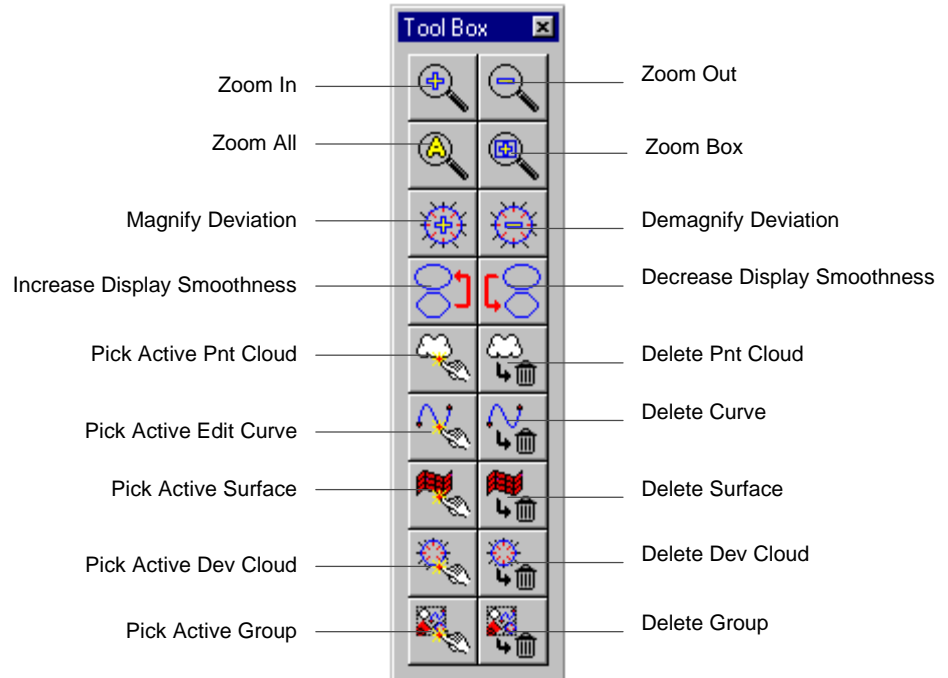 Tool Box
Zoom In
Zoom Out
Zoom All
Zoom Box
Magnify Deviation
Demagnify Deviation
Increase Display Smoothness
Decrease Display Smoothness
Pick Active Pnt Cloud
Delete Pnt Cloud
Pick Active Edit Curve
Delete Curve
Pick Active Surface
Delete Surface
Pick Active Dev Cloud
Delete Dev Cloud
Pick Active Group
Delete Group